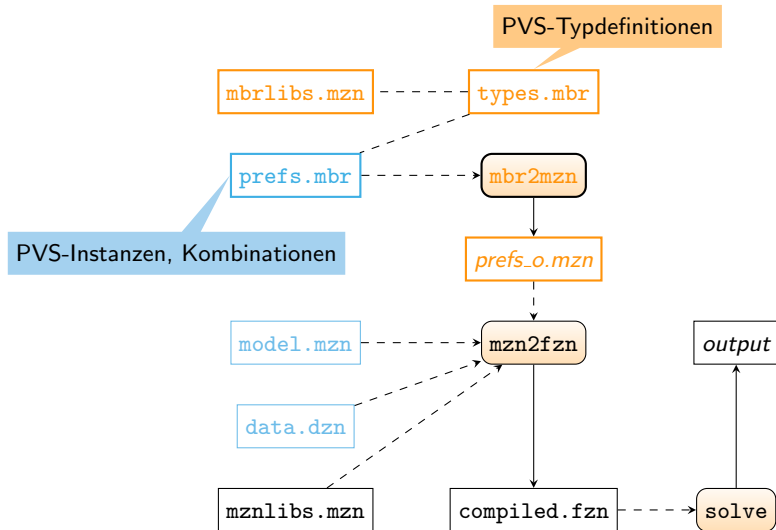 PVS-Typdefinitionen
mbrlibs.mzn
types.mbr
prefs.mbr
mbr2mzn
PVS-Instanzen, Kombinationen
prefs_o.mzn
model.mzn
mzn2fzn
output
data.dzn
mznlibs.mzn
compiled.fzn
solve